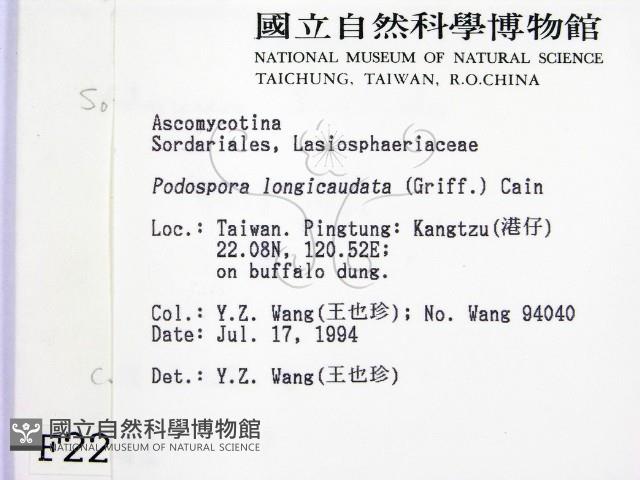 國立自然科學博物館
NATIONAL MUSEUM OF NATURAL SCIENCE
TAICHUNG, TAIWAN, R.O.CHINA
So
Ascomycotina
Sordariales, Lasiosphaeriaceae
Podospora longicaudata (Griff.) Cain
Loc.: Taiwan. Pingtung: Kangtzu(港仔)
22.08N, 120.52E;
on buffalo dung.
Col.: Y.Z. Wang(王也珍); No. Wang 94040
Date: Jul. 17, 1994
C.
Det.: Y.Z. Wang(王也珍)
國立自然科學博物館
NATIONAL MUSEUM OF NATURAL SCIENCE
F22